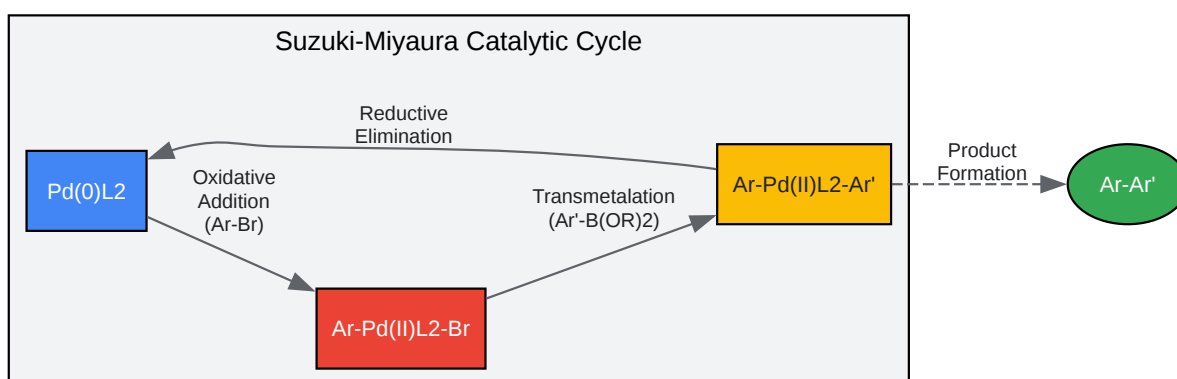 Suzuki-Miyaura Catalytic Cycle
Reductive
Elimination
Pd(0)L2
Oxidative
Addition
(Ar-Br)
Transmetalation
(Ar'-B(OR)2)
Ar-Pd(II)L2-Ar'
Product
Formation
Ar-Ar'
Ar-Pd(II)L2-Br